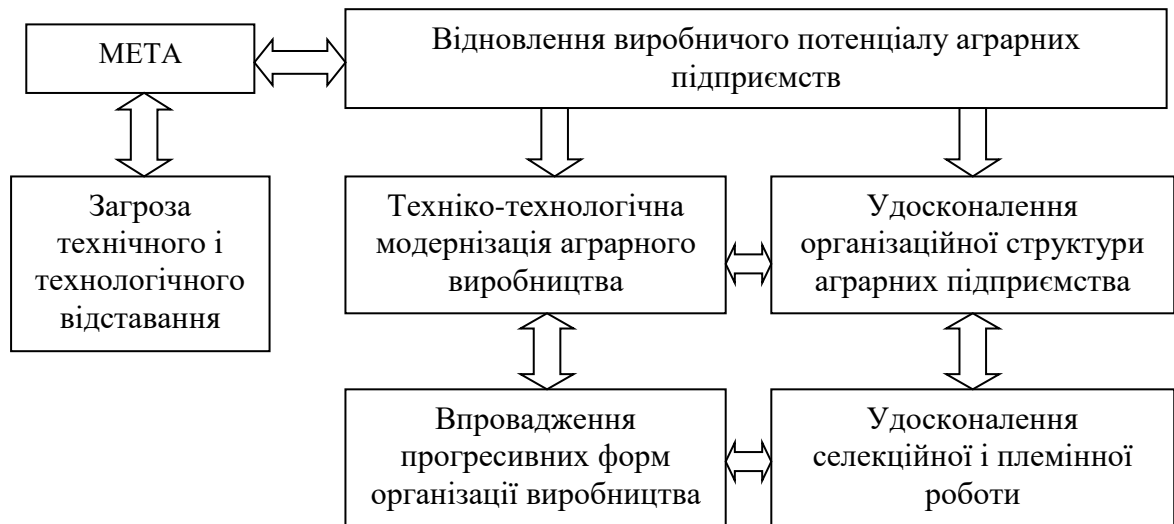 МЕТА
Відновлення виробничого потенціалу аграрних
підприємств
Загроза
технічного і
технологічного
відставання
Техніко-технологічна
модернізація аграрного
виробництва
Удосконалення
організаційної структури
аграрних підприємства
Впровадження
прогресивних форм
організації виробництва
Удосконалення
селекційної і племінної
роботи